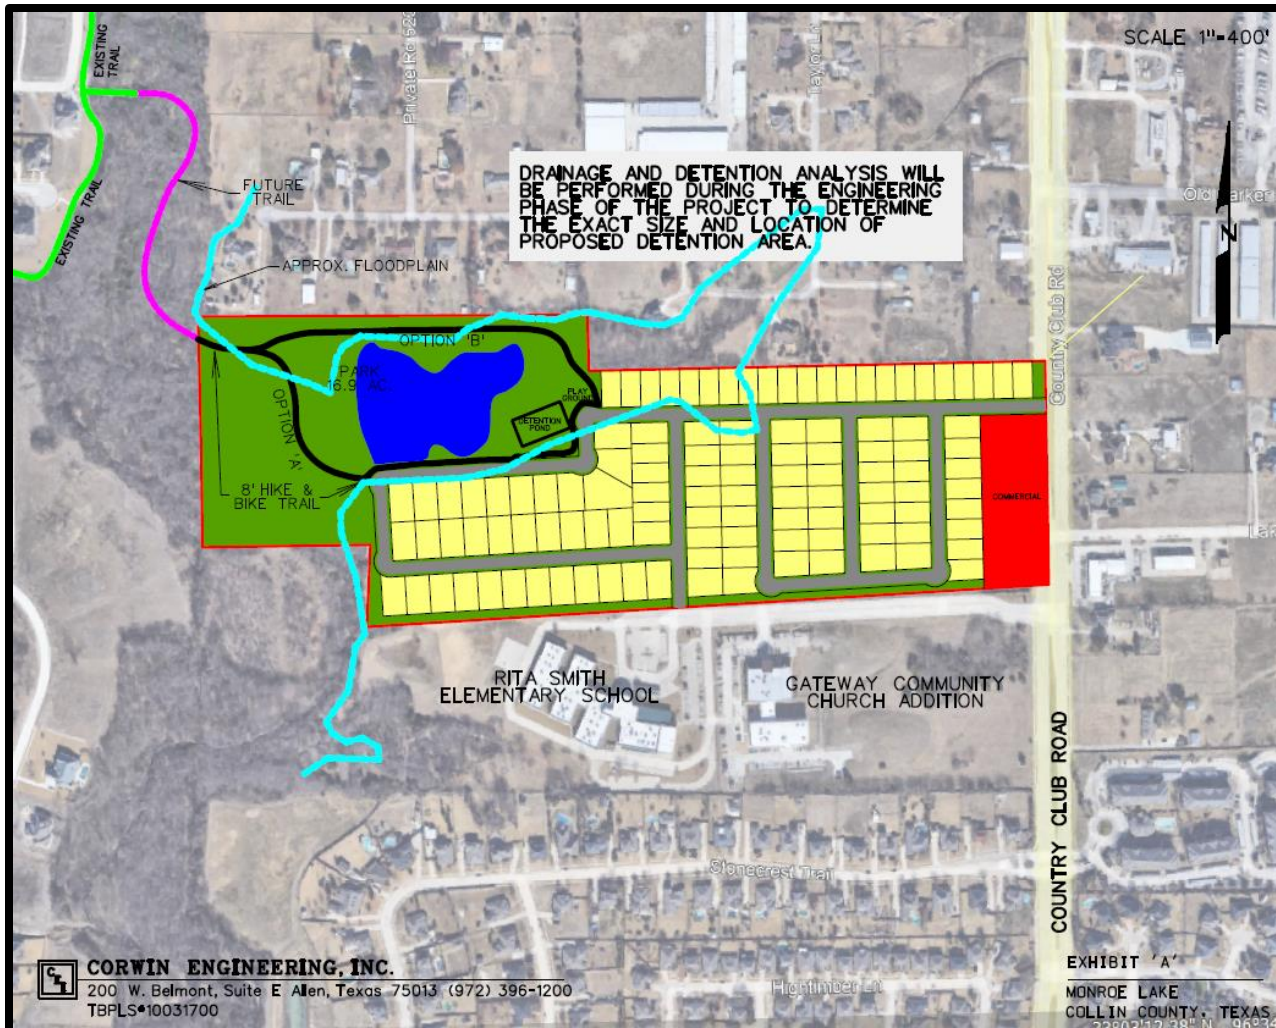 SCALE 1"=400'
EXISTING
TRAIL
Taylor Ln
DRAINAGE AND DETENTION ANALYSIS WILL
BE PERFORMED DURING THE ENGINEERING
PHASE OF THE PROJECT TO DETERMINE
THE EXACT SIZE AND LOCATION OF
PROPOSED DETENTION AREA.
FUTURE
TRAIL
EXISTING TRAIL
APPROX. FLOODPLAIN
N
Country Club Rd
OPTION 'B'
PARK
16.9 AC.
PLAY
GROUND
OPTION 'A'
DETENTION
POND
8' HIKE &
BIKE TRAIL
COMMERCIAL
RITA SMITH
ELEMENTARY SCHOOL
GATEWAY COMMUNITY
CHURCH ADDITION
COUNTRY CLUB ROAD
Stonecrest Trail
Hightimber Ln
CORWIN ENGINEERING, INC.
200 W. Belmont, Suite E Allen, Texas 75013 (972) 396-1200
TBPLS#10031700
EXHIBIT 'A'
MONROE LAKE
COLLIN COUNTY, TEXAS